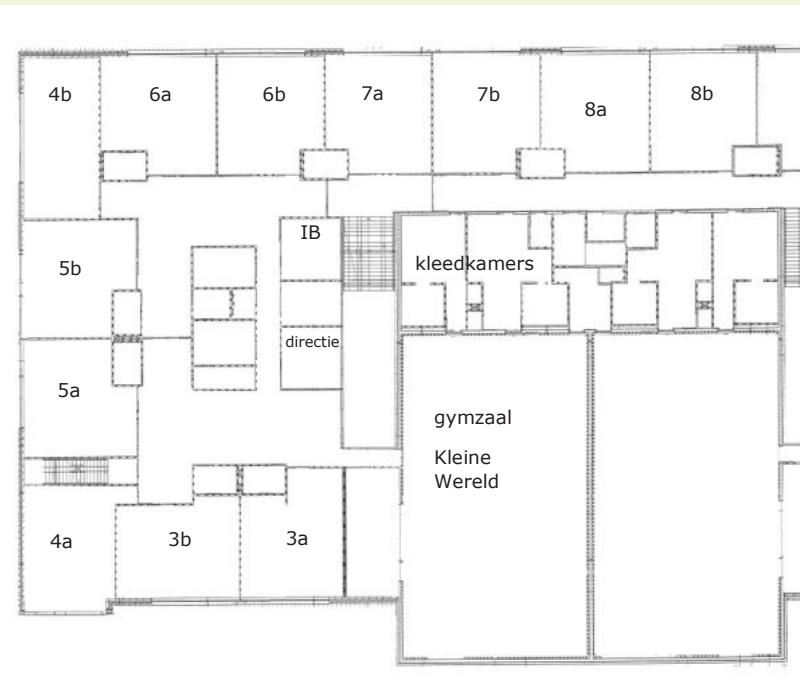 4b
6a
6b
7a
7b
8a
8b
IB
5b
kleedkamers
directie
5a
gymzaal
Kleine
Wereld
4a
3b
3a